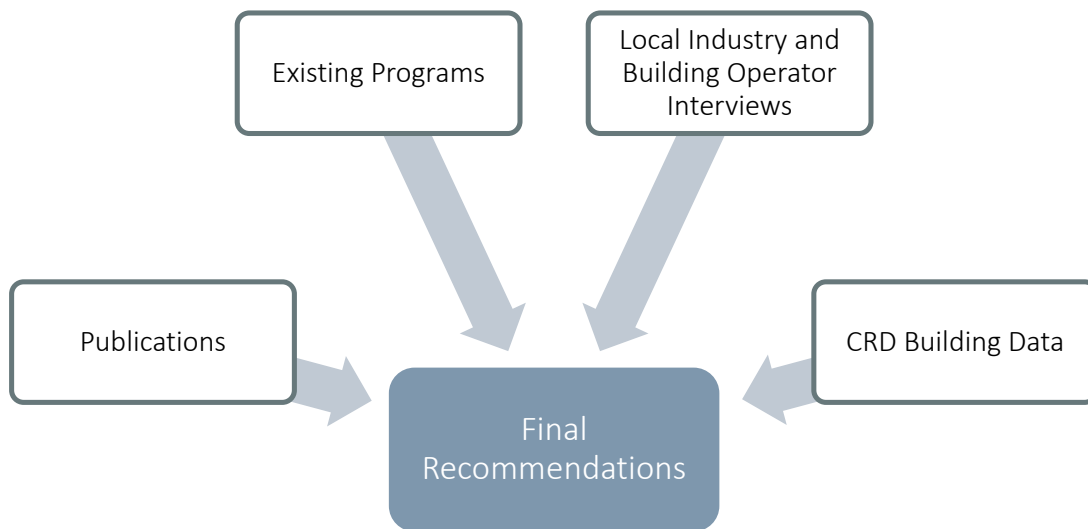 Existing Programs
Local Industry and
Building Operator
Interviews
Publications
CRD Building Data
Final
Recommendations